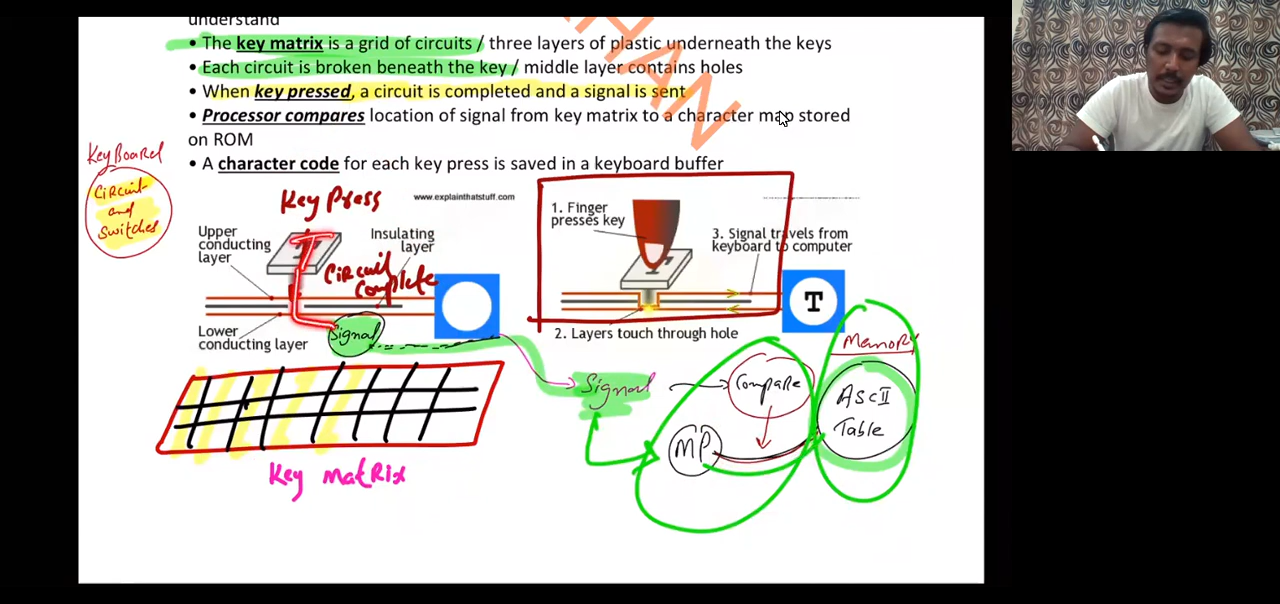 understand
• The key matrix is a grid of circuits / three layers of plastic underneath the keys
• Each circuit is broken beneath the key / middle layer contains holes
• When key pressed, a circuit is completed and a signal is sent
• Processor compares location of signal from key matrix to a character map stored
on ROM
• A character code for each key press is saved in a keyboard buffer
HAN
KeyBoard
Circuit
and
Switches
Key Press
www.explainthatstuff.com
Upper
conducting
layer
Insulating
layer
Circuit
Complete
Lower
conducting layer
Signal
1. Finger
presses key
3. Signal travels from
keyboard to computer
T
2. Layers touch through hole
Signal
Compare
MP
Memory
ASCII
Table
Key matrix